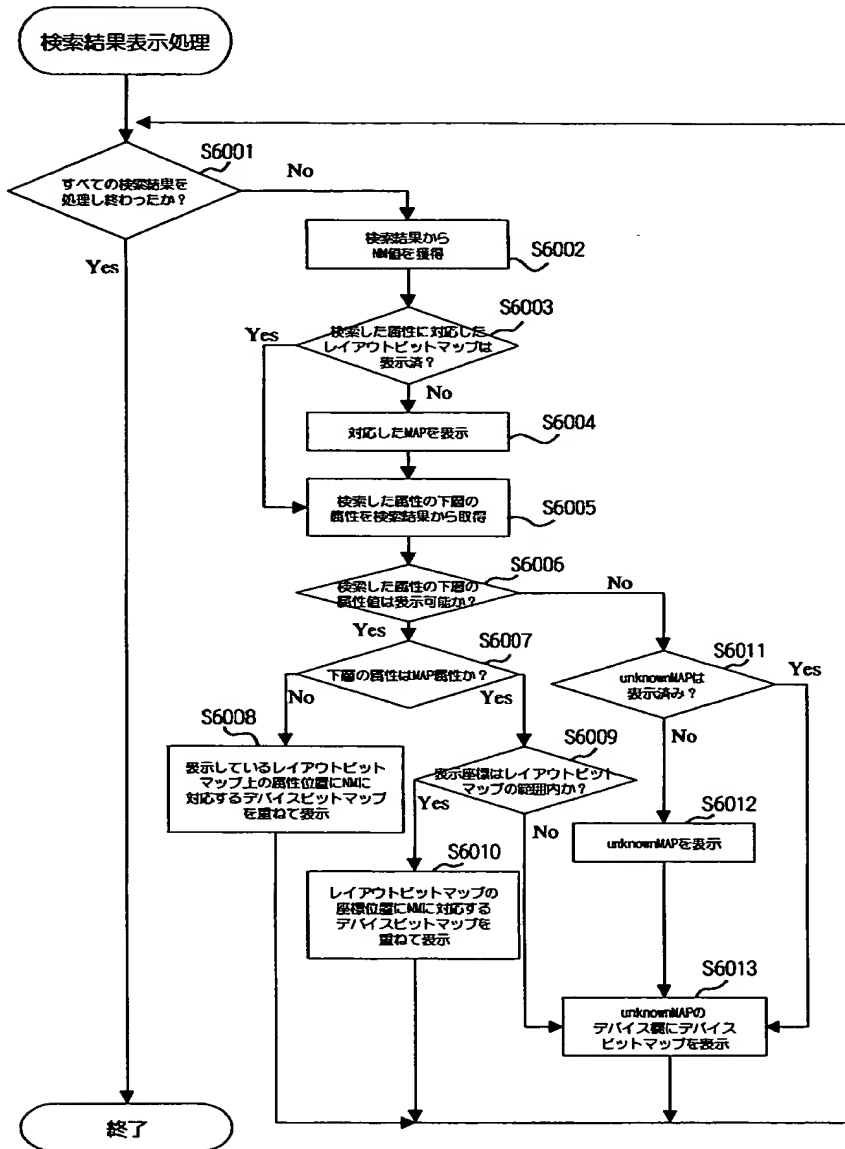 検索結果表示処理
S6001
すべての検索結果を
処理し終わったか？
No
Yes
検索結果から
NM値を獲得
S6002
S6003
検索した属性に対応した
レイアウトビットマップは
表示済？
Yes
No
対応したMAPを表示
S6004
検索した属性の下層の
属性を検索結果から取得
S6005
S6006
検索した属性の下層の
属性値は表示可能か？
No
Yes
S6007
下層の属性はMAP属性か？
No
Yes
S6011
unknownMAPは
表示済み？
Yes
No
S6008
表示しているレイアウトビット
マップ上の属性位置にNMに
対応するデバイスビットマップ
を重ねて表示
S6009
表示座標はレイアウトビット
マップの範囲内か？
Yes
No
S6012
unknownMAPを表示
S6010
レイアウトビットマップの
座標位置にNMに対応する
デバイスビットマップを
重ねて表示
S6013
unknownMAPの
デバイス欄にデバイス
ビットマップを表示
終了